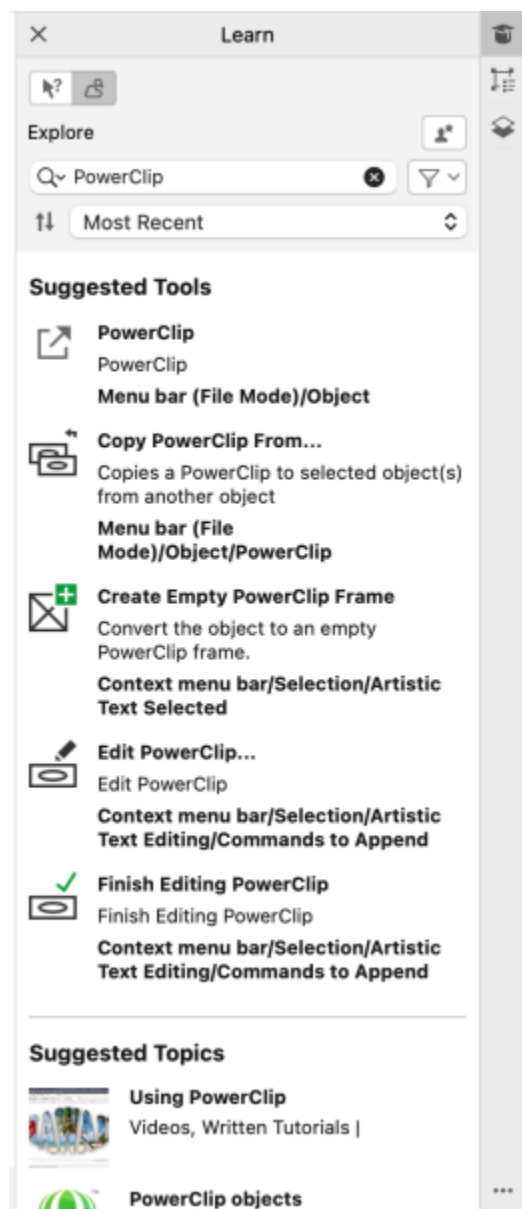 Learn
Explore
PowerClip
Most Recent
Suggested Tools
PowerClip
PowerClip
Menu bar (File Mode)/Object
Copy PowerClip From...
Copies a PowerClip to selected object(s)
from another object
Menu bar (File
Mode)/Object/PowerClip
Create Empty PowerClip Frame
Convert the object to an empty
PowerClip frame.
Context menu bar/Selection/Artistic
Text Selected
Edit PowerClip...
Edit PowerClip
Context menu bar/Selection/Artistic
Text Editing/Commands to Append
Finish Editing PowerClip
Finish Editing PowerClip
Context menu bar/Selection/Artistic
Text Editing/Commands to Append
Suggested Topics
Using PowerClip
Videos, Written Tutorials |
PowerClip objects